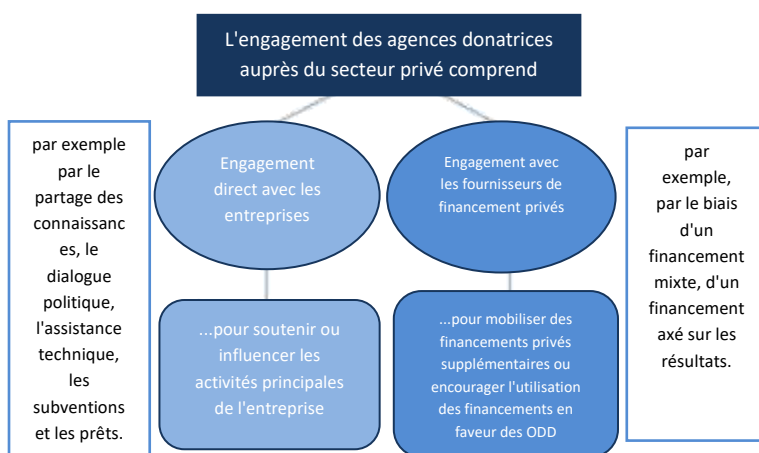 L'engagement des agences donatrices
auprès du secteur privé comprend
par exemple
par le
partage des
connaissanc
es, le
dialogue
politique,
l'assistance
technique,
les
subventions
et les prêts.
Engagement
direct avec les
entreprises
...pour soutenir ou
influencer les
activités principales
de l'entreprise
Engagement avec
les fournisseurs de
financement privés
...pour mobiliser des
financements privés
supplémentaires ou
encourager l'utilisation
des financements en
faveur des ODD
par
exemple,
par le biais
d'un
financement
mixte, d'un
financement
axé sur les
résultats.